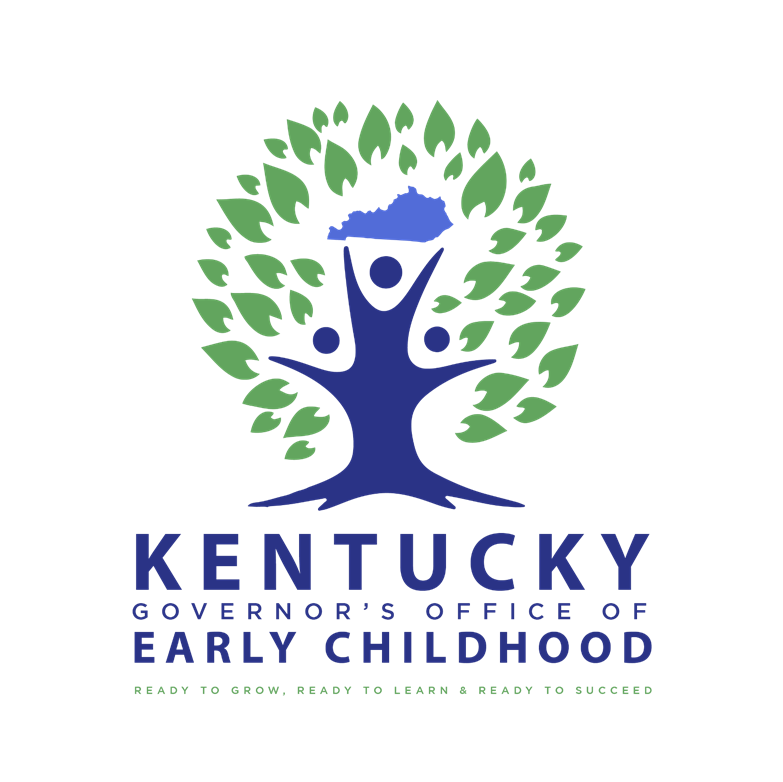 KENTUCKY
GOVERNOR'S OFFICE OF
EARLY CHILDHOOD
READY TO GROW, READY TO LEARN & READY TO SUCCEED